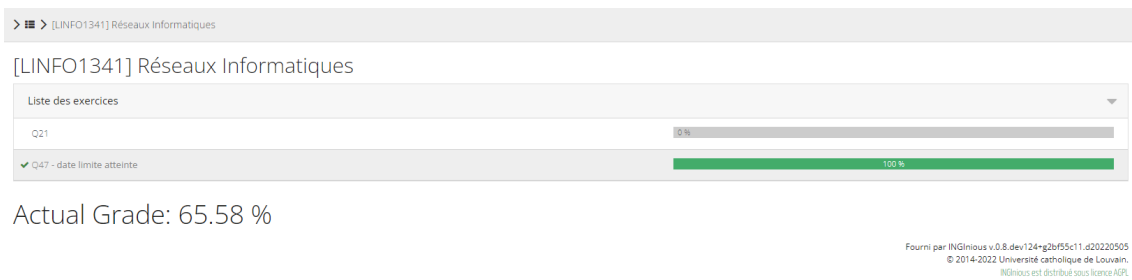 [LINFO1341] Réseaux Informatiques
[LINFO1341] Réseaux Informatiques
Liste des exercices
Q21
0 %
Q47 - date limite atteinte
100 %
Actual Grade: 65.58 %
Fourni par INGInious v.0.8.dev124+g2bf55c11.d20220505
© 2014-2022 Université catholique de Louvain.
INGInious est distribué sous licence AGPL